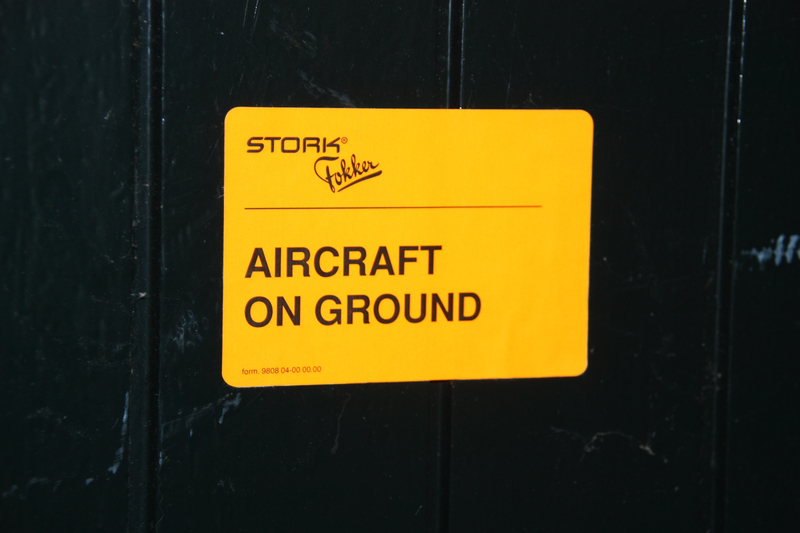 STORK®
Fokker
AIRCRAFT
ON GROUND
form. 9808 04-00 00.00